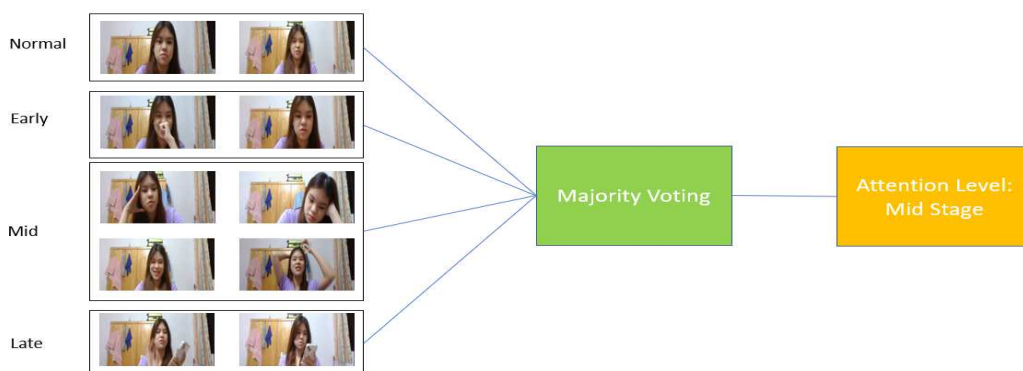 Normal
Early
Mid
Late
Majority Voting
Attention Level:
Mid Stage